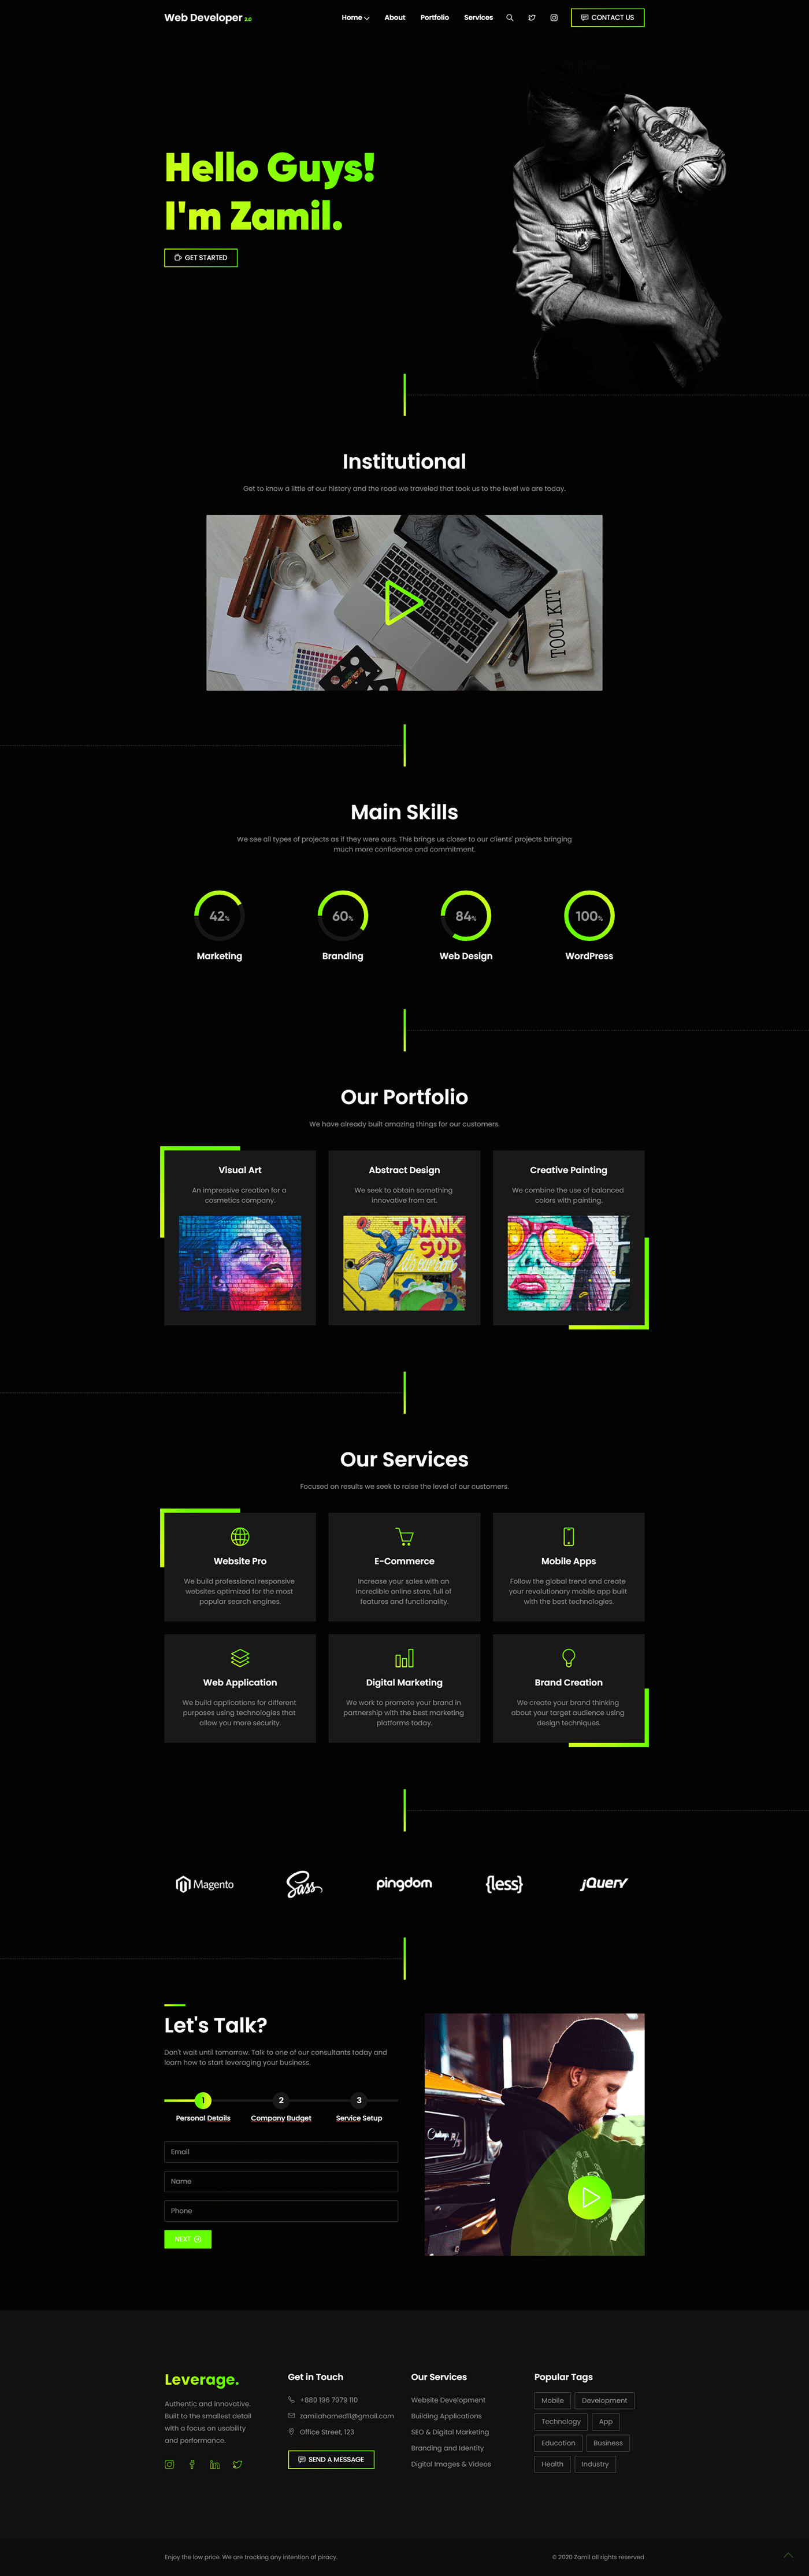 Web Developer 2.0
Home
About
Portfolio
Services
CONTACT US
Hello Guys!
I'm Zamil.
GET STARTED
Institutional
Get to know a little of our history and the road we traveled that took us to the level we are today.
TOOL KIT
Main Skills
We see all types of projects as if they were ours. This brings us closer to our clients' projects bringing
much more confidence and commitment.
42%
60%
84%
100%
Marketing
Branding
Web Design
WordPress
Our Portfolio
We have already built amazing things for our customers.
Visual Art
An impressive creation for a
cosmetics company.
Abstract Design
We seek to obtain something
innovative from art.
THANK
GOD
Creative Painting
We combine the use of balanced
colors with painting.
Our Services
Focused on results we seek to raise the level of our customers.
Website Pro
We build professional responsive
websites optimized for the most
popular search engines.
E-Commerce
Increase your sales with an
incredible online store, full of
features and functionality.
Mobile Apps
Follow the global trend and create
your revolutionary mobile app built
with the best technologies.
Web Application
We build applications for different
purposes using technologies that
allow you more security.
Digital Marketing
We work to promote your brand in
partnership with the best marketing
platforms today.
Brand Creation
We create your brand thinking
about your target audience using
design techniques.
Magento
Sass
pingdom
{less}
jQuery
Let's Talk?
Don't wait until tomorrow. Talk to one of our consultants today and
learn how to start leveraging your business.
1
2
3
Personal Details
Company Budget
Service Setup
Email
Name
Phone
NEXT
Leverage.
Authentic and innovative.
Built to the smallest detail
with a focus on usability
and performance.
Get in Touch
+880 196 7979 110
zamilahamed11@gmail.com
Office Street, 123
SEND A MESSAGE
Our Services
Website Development
Building Applications
SEO & Digital Marketing
Branding and Identity
Digital Images & Videos
Popular Tags
Mobile
Development
Technology
App
Education
Business
Health
Industry
Enjoy the low price. We are tracking any intention of piracy.
© 2020 Zamil all rights reserved